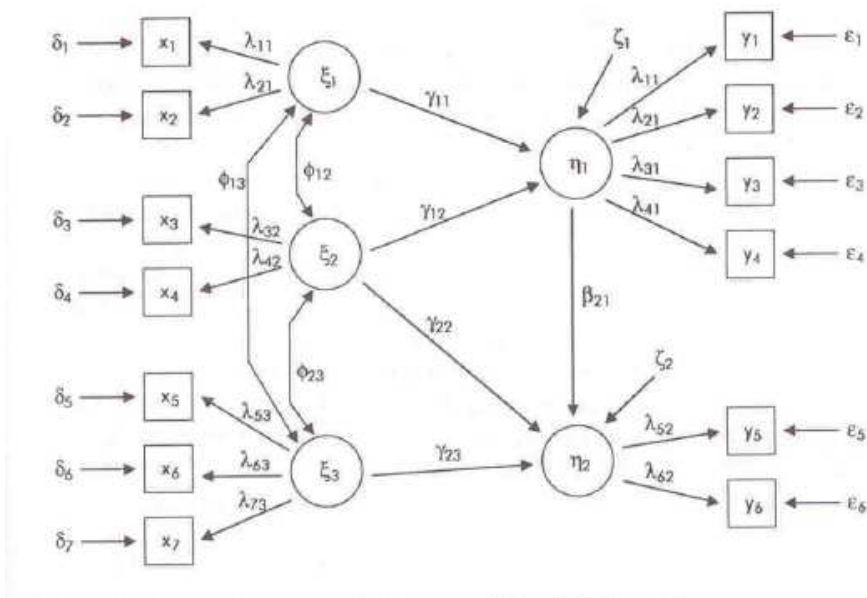 δ₁ x₁ λ₁₁ ξ₁ ζ₁ λ₁₁ y₁ ε₁
δ₂ x₂ λ₂₁ γ₁₁ η₁ λ₂₁ y₂ ε₂
ϕ₁₃ ϕ₁₂ λ₃₁ y₃ ε₃
δ₃ x₃ λ₃₂ ξ₂ γ₁₂ λ₄₁ y₄ ε₄
δ₄ x₄ λ₄₂ γ₂₂ β₂₁
ϕ₂₃ ζ₂
δ₅ x₅ λ₅₃ λ₅₂ y₅ ε₅
δ₆ x₆ λ₆₃ ξ₃ γ₂₃ η₂ λ₆₂ y₆ ε₆
δ₇ x₇ λ₇₃